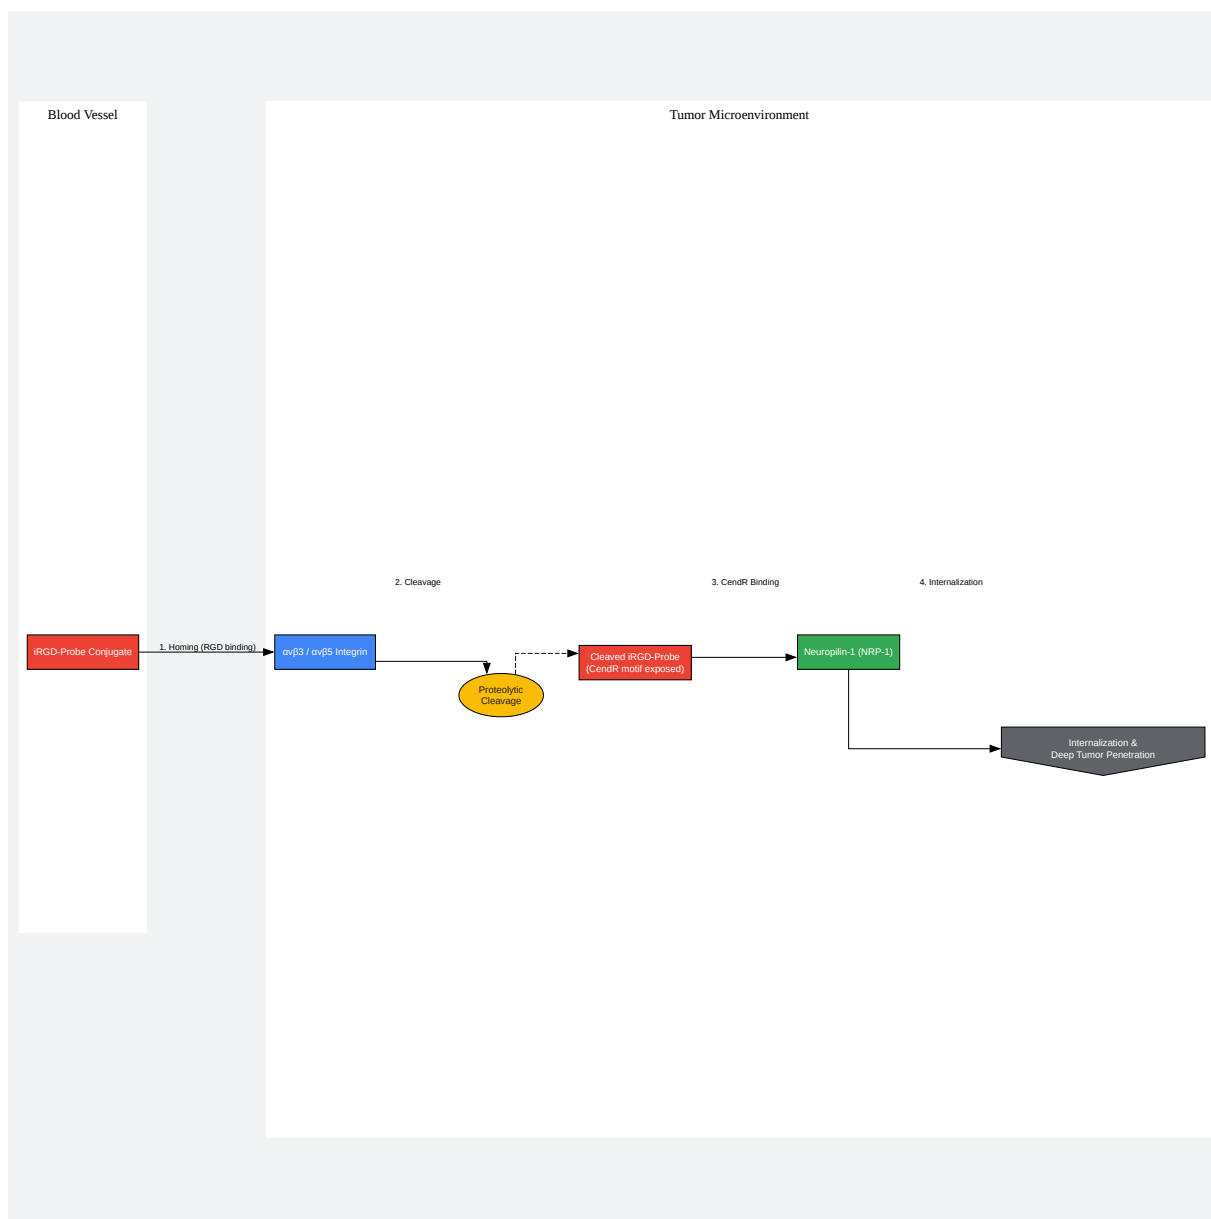 Blood Vessel
Tumor Microenvironment
2. Cleavage
3. CendR Binding
4. Internalization
iRGD-Probe Conjugate
1. Homing (RGD binding)
αvβ3 / αvβ5 Integrin
Proteolytic
Cleavage
Cleaved iRGD-Probe
(CendR motif exposed)
Neuropilin-1 (NRP-1)
Internalization &
Deep Tumor Penetration